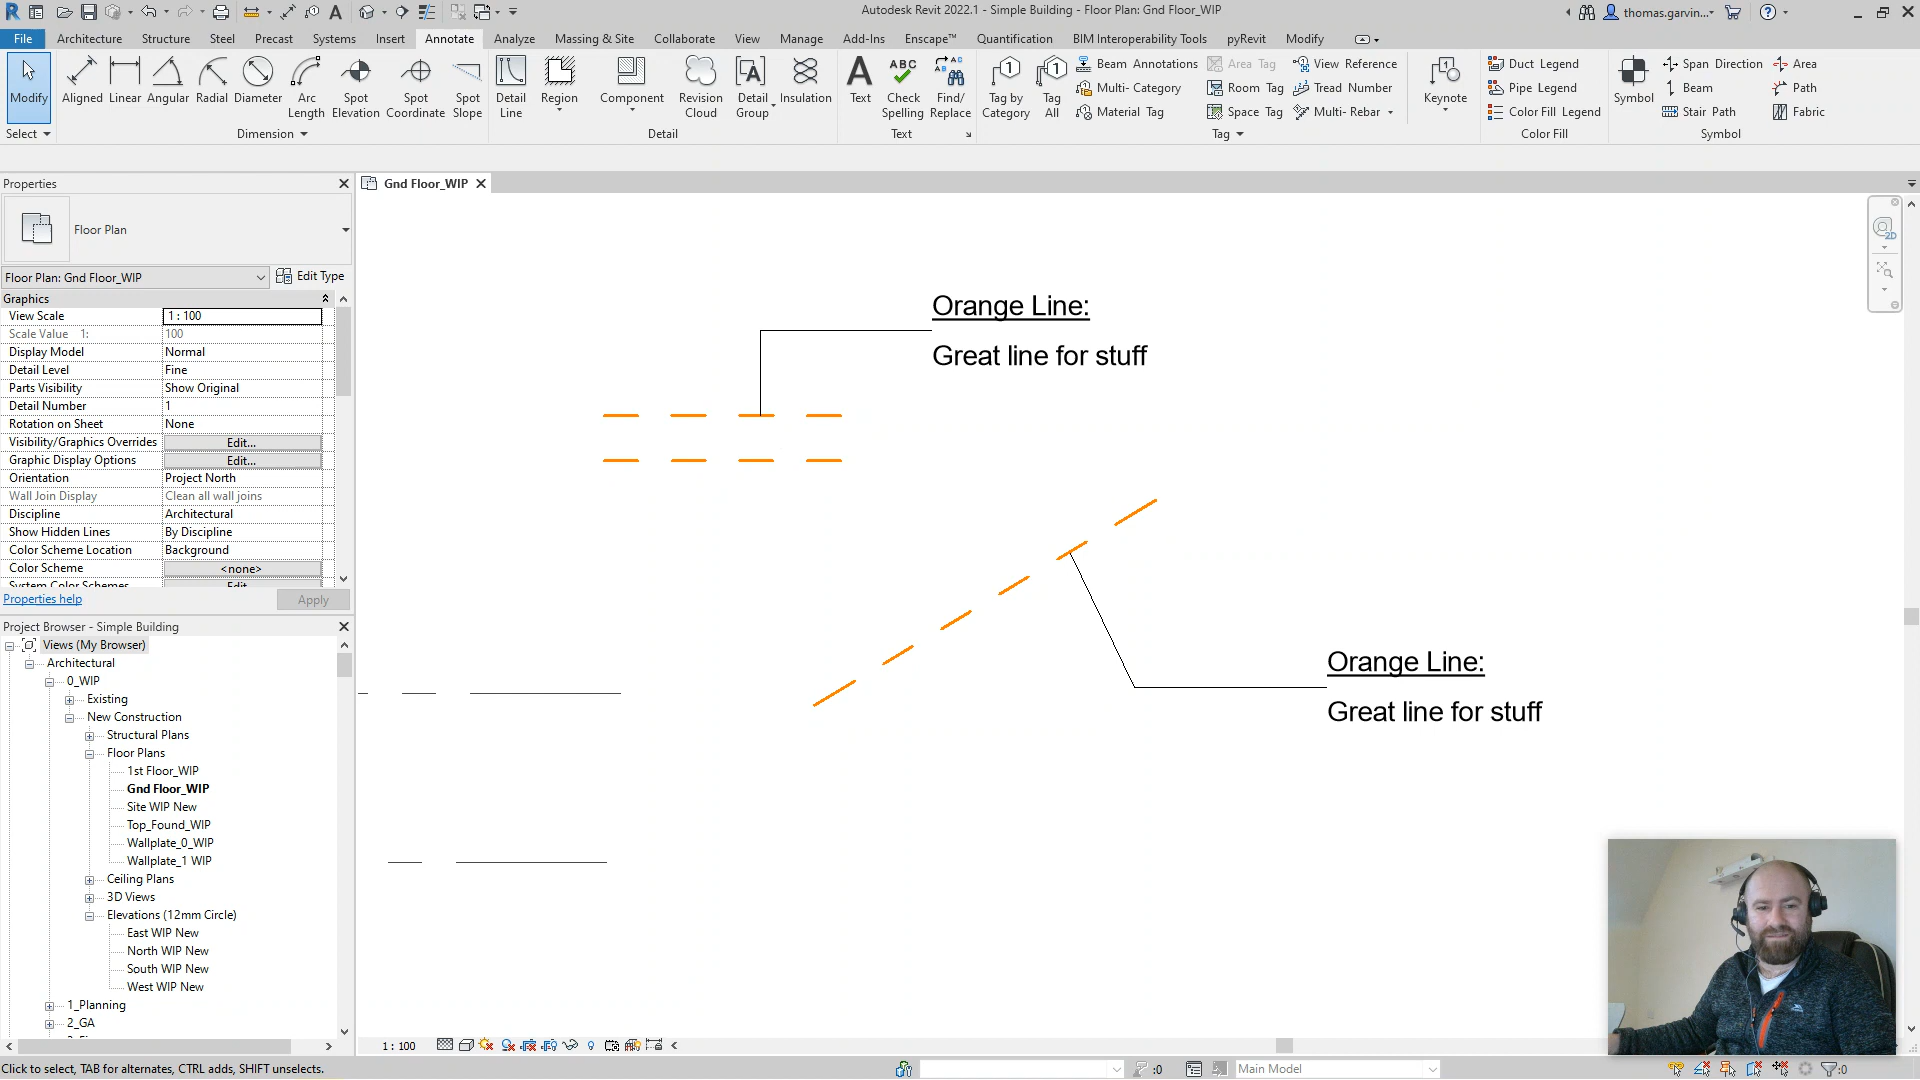 Autodesk Revit 2022.1 - Simple Building - Floor Plan: Gnd Floor_WIP
thomas.garvin...
File Architecture Structure Steel Precast Systems Insert Annotate Analyze Massing & Site Collaborate View Manage Add-Ins Enscape™ Quantification BIM Interoperability Tools pyRevit Modify
Modify
Aligned Linear Angular Radial Diameter
Arc Length
Spot Elevation
Spot Coordinate
Spot Slope
Detail Line
Region
Component
Revision Cloud
Detail Group
Insulation
Text
Check Spelling
Find/ Replace
Tag by Category
Tag All
Beam Annotations
Multi- Category
Material Tag
Area Tag
Room Tag
Space Tag
View Reference
Tread Number
Multi- Rebar
Keynote
Duct Legend
Pipe Legend
Color Fill Legend
Symbol
Span Direction
Beam
Stair Path
Area
Path
Fabric
Select Dimension Detail Text Tag Color Fill Symbol
Properties
Floor Plan
Floor Plan: Gnd Floor_WIP Edit Type
Graphics
View Scale 1 : 100
Scale Value 1: 100
Display Model Normal
Detail Level Fine
Parts Visibility Show Original
Detail Number 1
Rotation on Sheet None
Visibility/Graphics Overrides Edit...
Graphic Display Options Edit...
Orientation Project North
Wall Join Display Clean all wall joins
Discipline Architectural
Show Hidden Lines By Discipline
Color Scheme Location Background
Color Scheme <none>
System Color Schemes Edit
Properties help Apply
Project Browser - Simple Building
Views (My Browser)
Architectural
0_WIP
Existing
New Construction
Structural Plans
Floor Plans
1st Floor_WIP
Gnd Floor_WIP
Site WIP New
Top_Found_WIP
Wallplate_0_WIP
Wallplate_1 WIP
Ceiling Plans
3D Views
Elevations (12mm Circle)
East WIP New
North WIP New
South WIP New
West WIP New
1_Planning
2_GA
Gnd Floor_WIP
Orange Line:
Great line for stuff
Orange Line:
Great line for stuff
1 : 100
Click to select, TAB for alternates, CTRL adds, SHIFT unselects.
:0
Main Model
:0